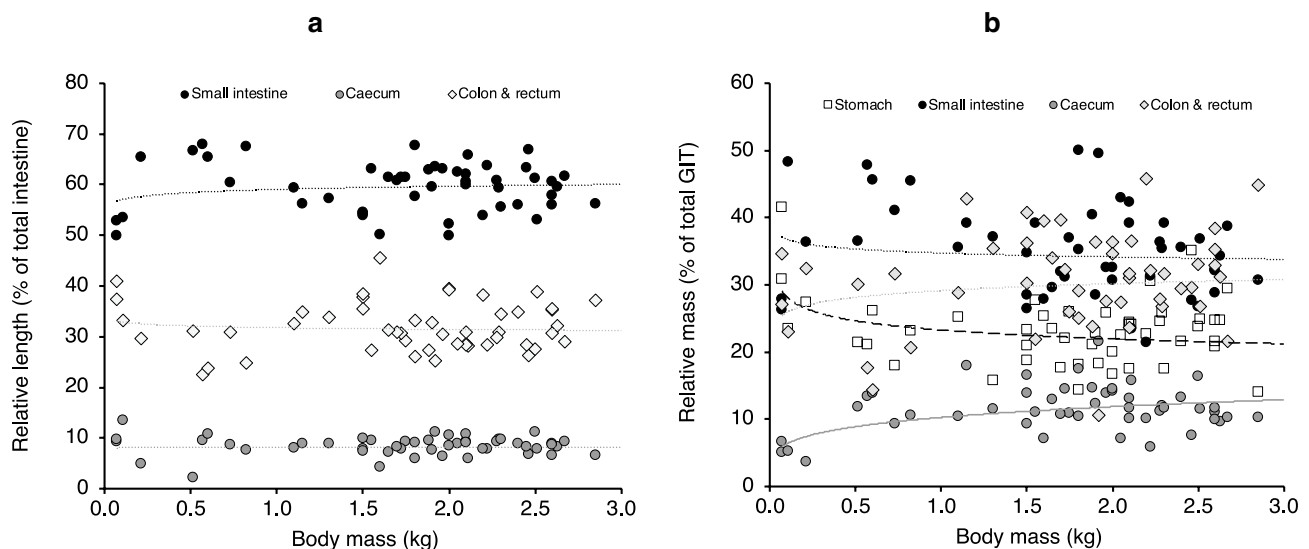 a
80
70
60
50
40
30
20
10
0
Relative length (% of total intestine)
Small intestine
Caecum
Colon & rectum
0.0
0.5
1.0
1.5
2.0
2.5
3.0
Body mass (kg)
b
60
50
40
30
20
10
0
Relative mass (% of total GIT)
Stomach
Small intestine
Caecum
Colon & rectum
0.0
0.5
1.0
1.5
2.0
2.5
3.0
Body mass (kg)